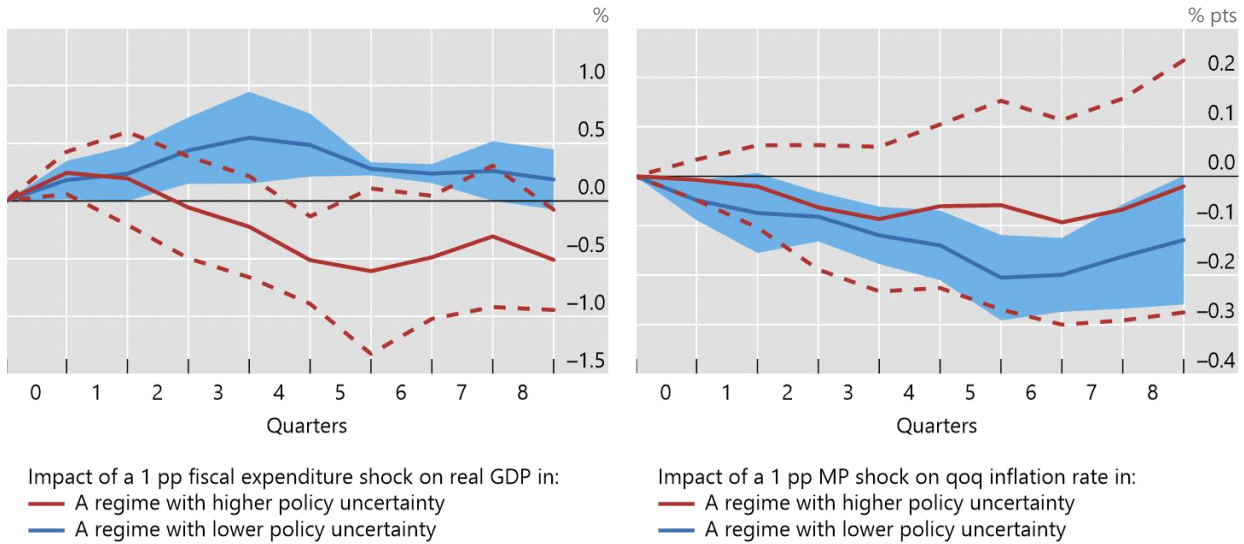 %
1.0
0.5
0.0
–0.5
–1.0
–1.5
0 1 2 3 4 5 6 7 8
Quarters
Impact of a 1 pp fiscal expenditure shock on real GDP in:
A regime with higher policy uncertainty
A regime with lower policy uncertainty
% pts
0.2
0.1
0.0
–0.1
–0.2
–0.3
–0.4
0 1 2 3 4 5 6 7 8
Quarters
Impact of a 1 pp MP shock on qoq inflation rate in:
A regime with higher policy uncertainty
A regime with lower policy uncertainty